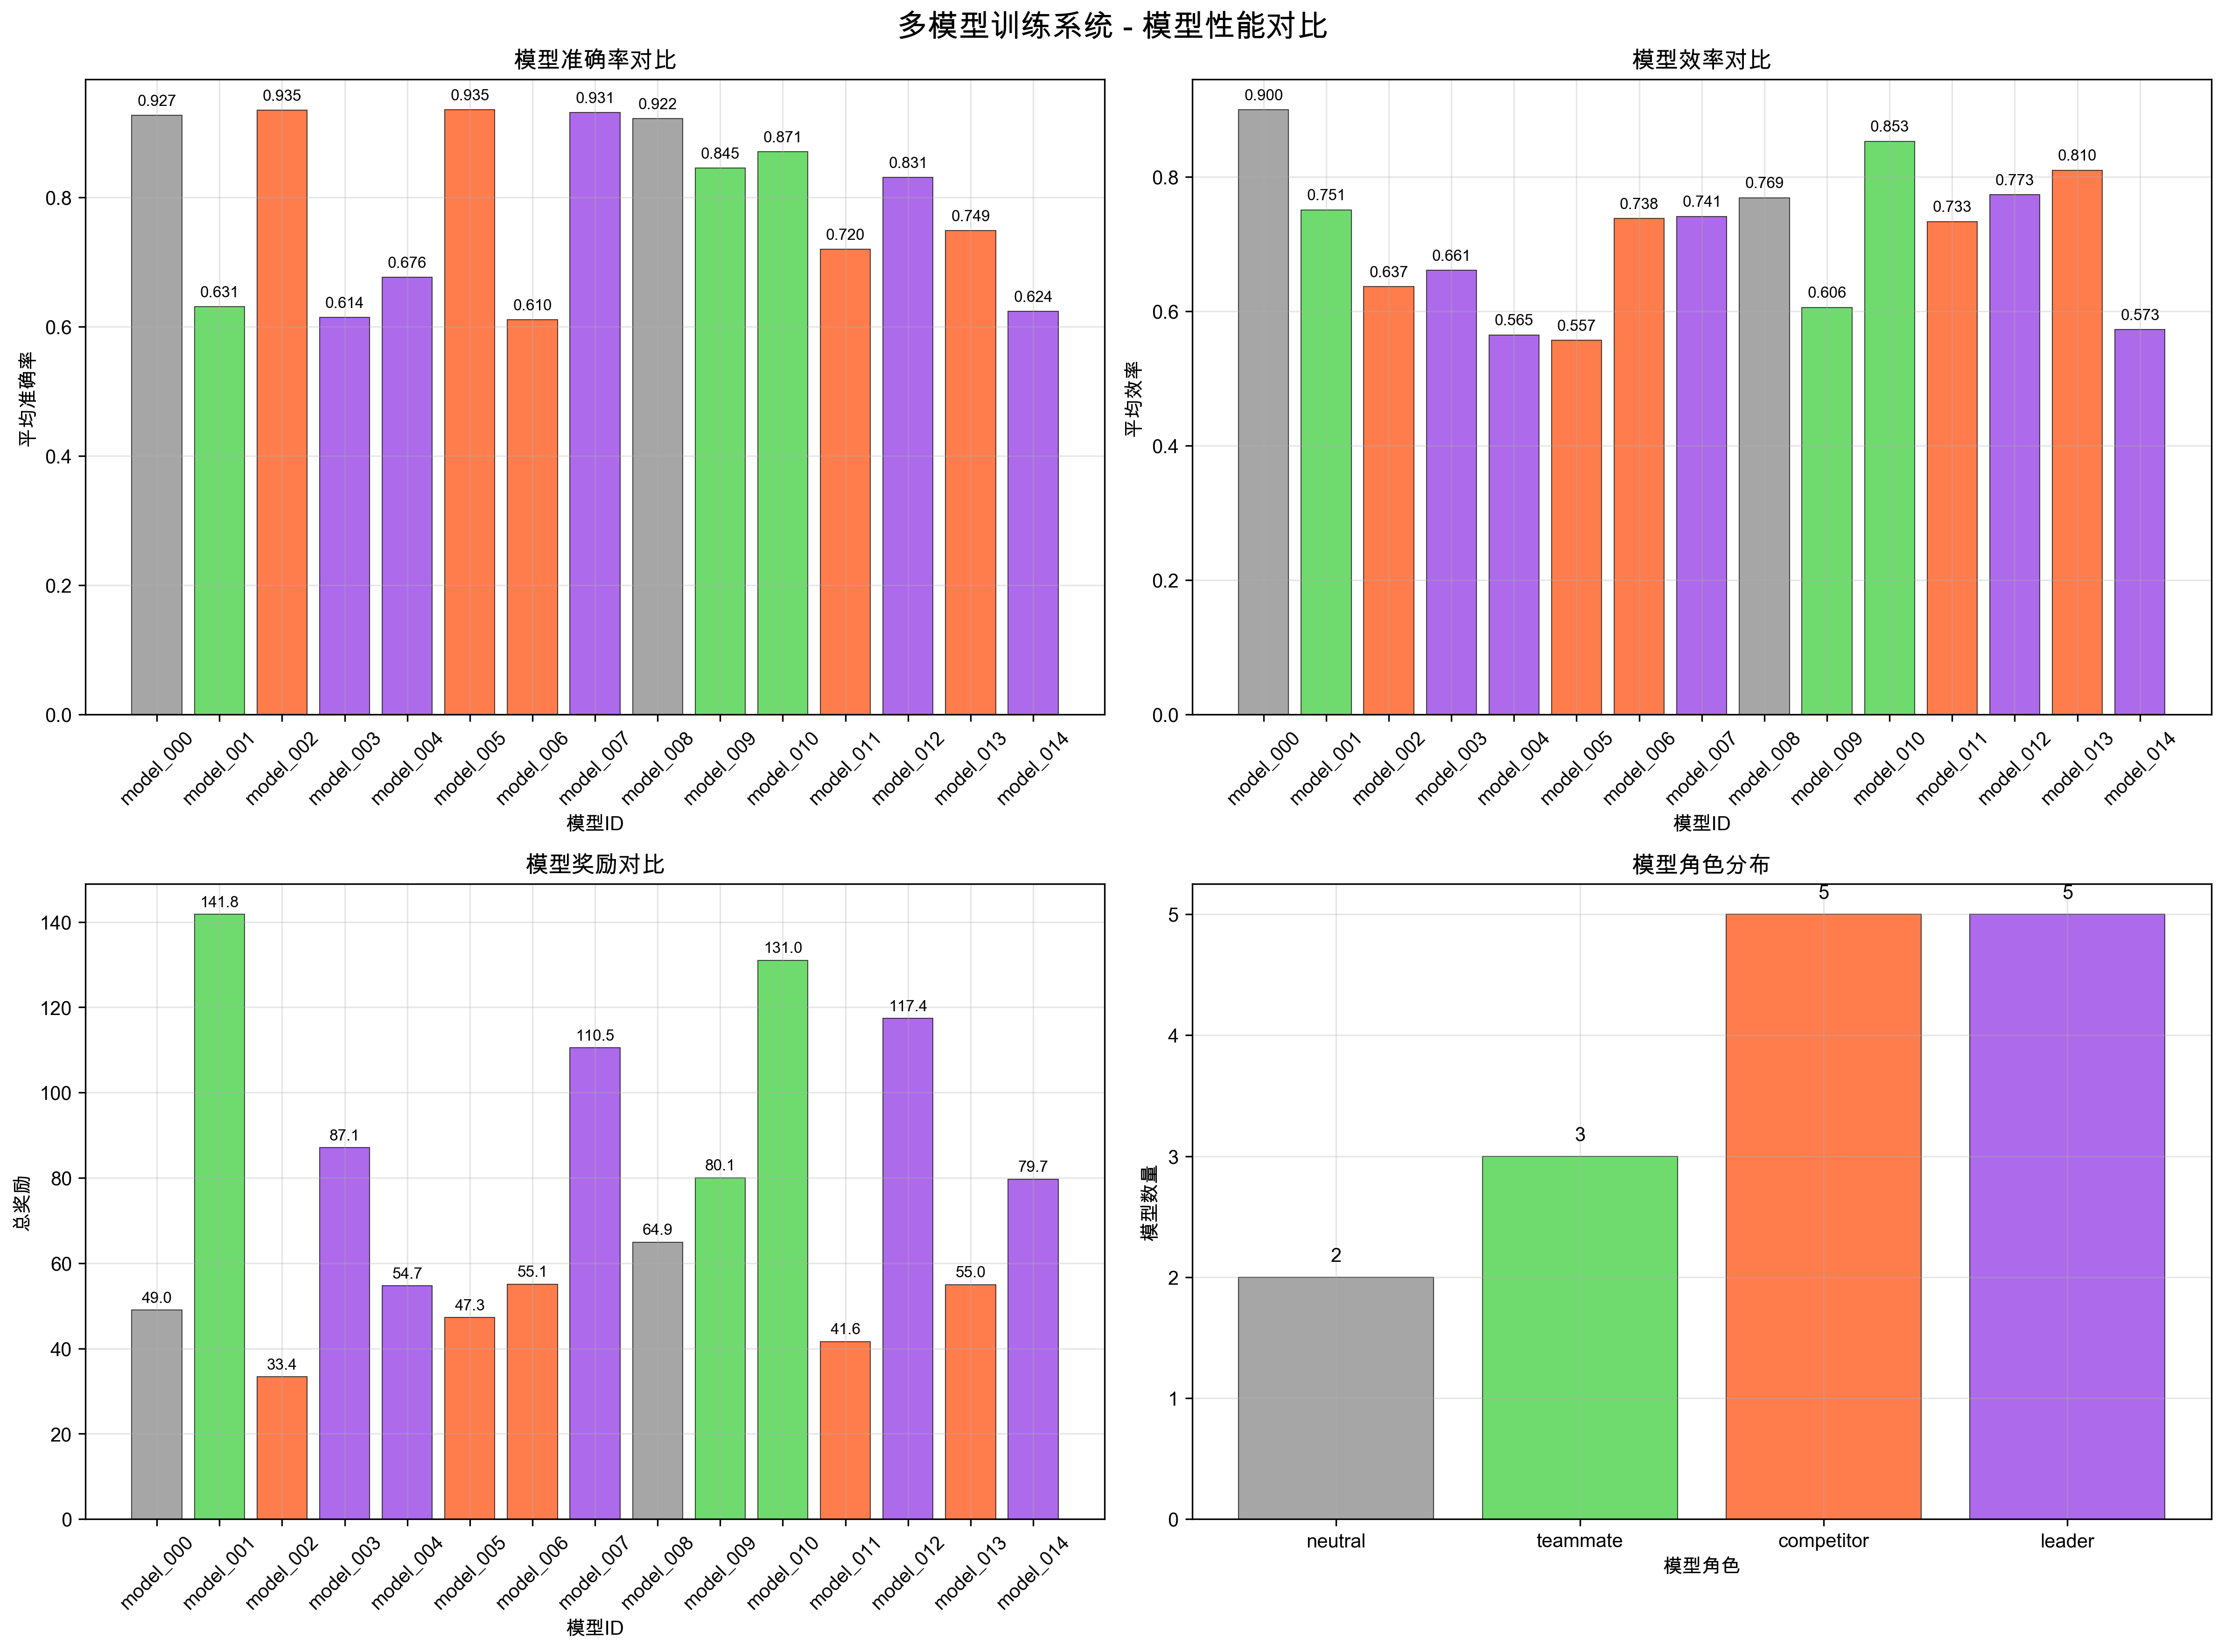 多模型训练系统 - 模型性能对比
模型准确率对比
0.927
0.631
0.935
0.614
0.676
0.935
0.610
0.931
0.922
0.845
0.871
0.720
0.831
0.749
0.624
平均准确率
0.8
0.6
0.4
0.2
0.0
model_000
model_001
model_002
model_003
model_004
model_005
model_006
model_007
model_008
model_009
model_010
model_011
model_012
model_013
model_014
模型ID
模型效率对比
0.900
0.751
0.637
0.661
0.565
0.557
0.738
0.741
0.769
0.606
0.853
0.733
0.773
0.810
0.573
平均效率
0.8
0.6
0.4
0.2
0.0
model_000
model_001
model_002
model_003
model_004
model_005
model_006
model_007
model_008
model_009
model_010
model_011
model_012
model_013
model_014
模型ID
模型奖励对比
49.0
141.8
33.4
87.1
54.7
47.3
55.1
110.5
64.9
80.1
131.0
41.6
117.4
55.0
79.7
总奖励
140
120
100
80
60
40
20
0
model_000
model_001
model_002
model_003
model_004
model_005
model_006
model_007
model_008
model_009
model_010
model_011
model_012
model_013
model_014
模型ID
模型角色分布
2
3
5
5
模型数量
5
4
3
2
1
0
neutral
teammate
competitor
leader
模型角色